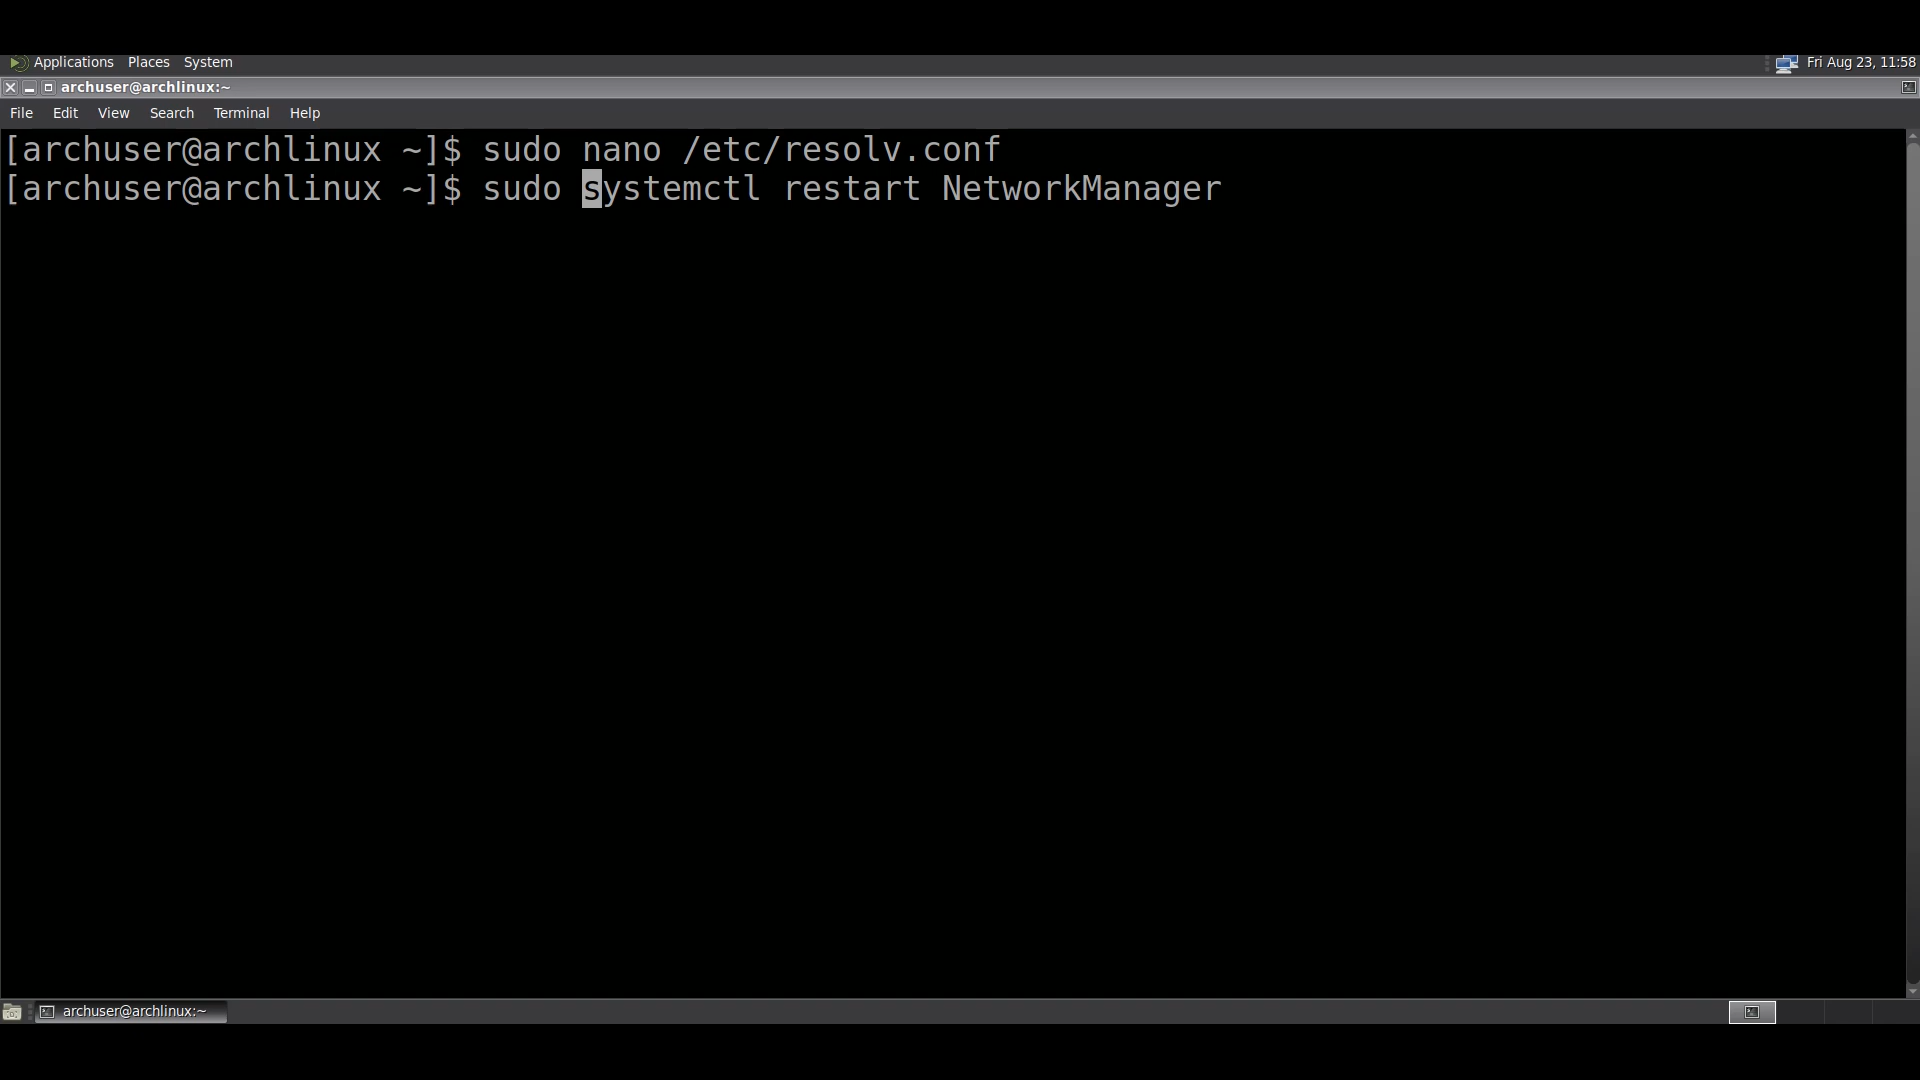 Applications Places System Fri Aug 23, 11:58
archuser@archlinux:~
File Edit View Search Terminal Help
[archuser@archlinux ~]$ sudo nano /etc/resolv.conf
[archuser@archlinux ~]$ sudo systemctl restart NetworkManager
archuser@archlinux:~